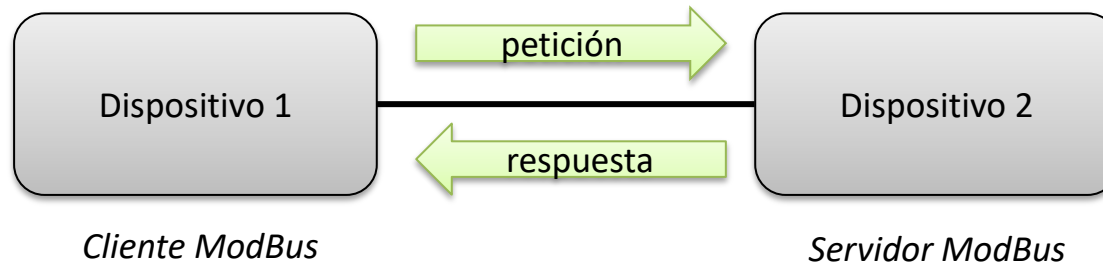 petición
Dispositivo 1
Dispositivo 2
respuesta
Cliente ModBus
Servidor ModBus